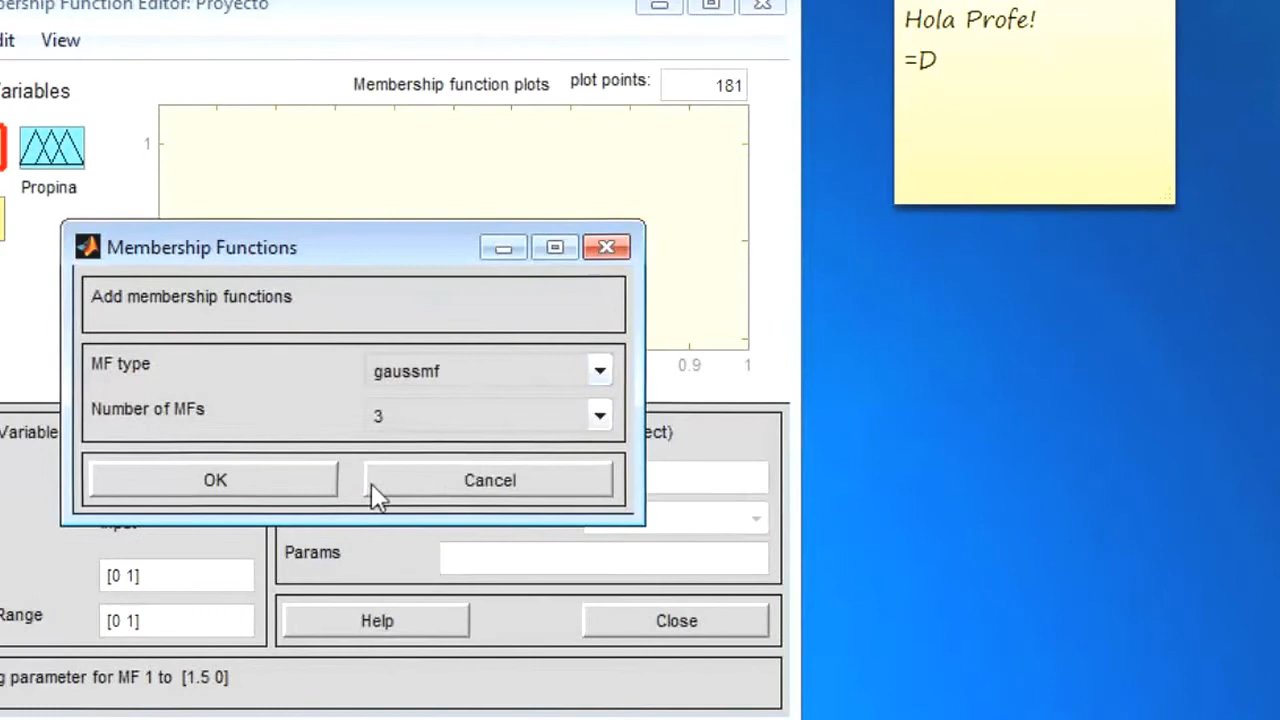 bership Function Editor: Proyecto
dit View
ariables
Membership function plots
plot points:
181
1
Propina
0.9
1
Membership Functions
Add membership functions
MF type
gaussmf
Number of MFs
3
OK
Cancel
Variable
ect)
Params
[0 1]
Range
[0 1]
Help
Close
g parameter for MF 1 to [1.5 0]
Hola Profe!
=D